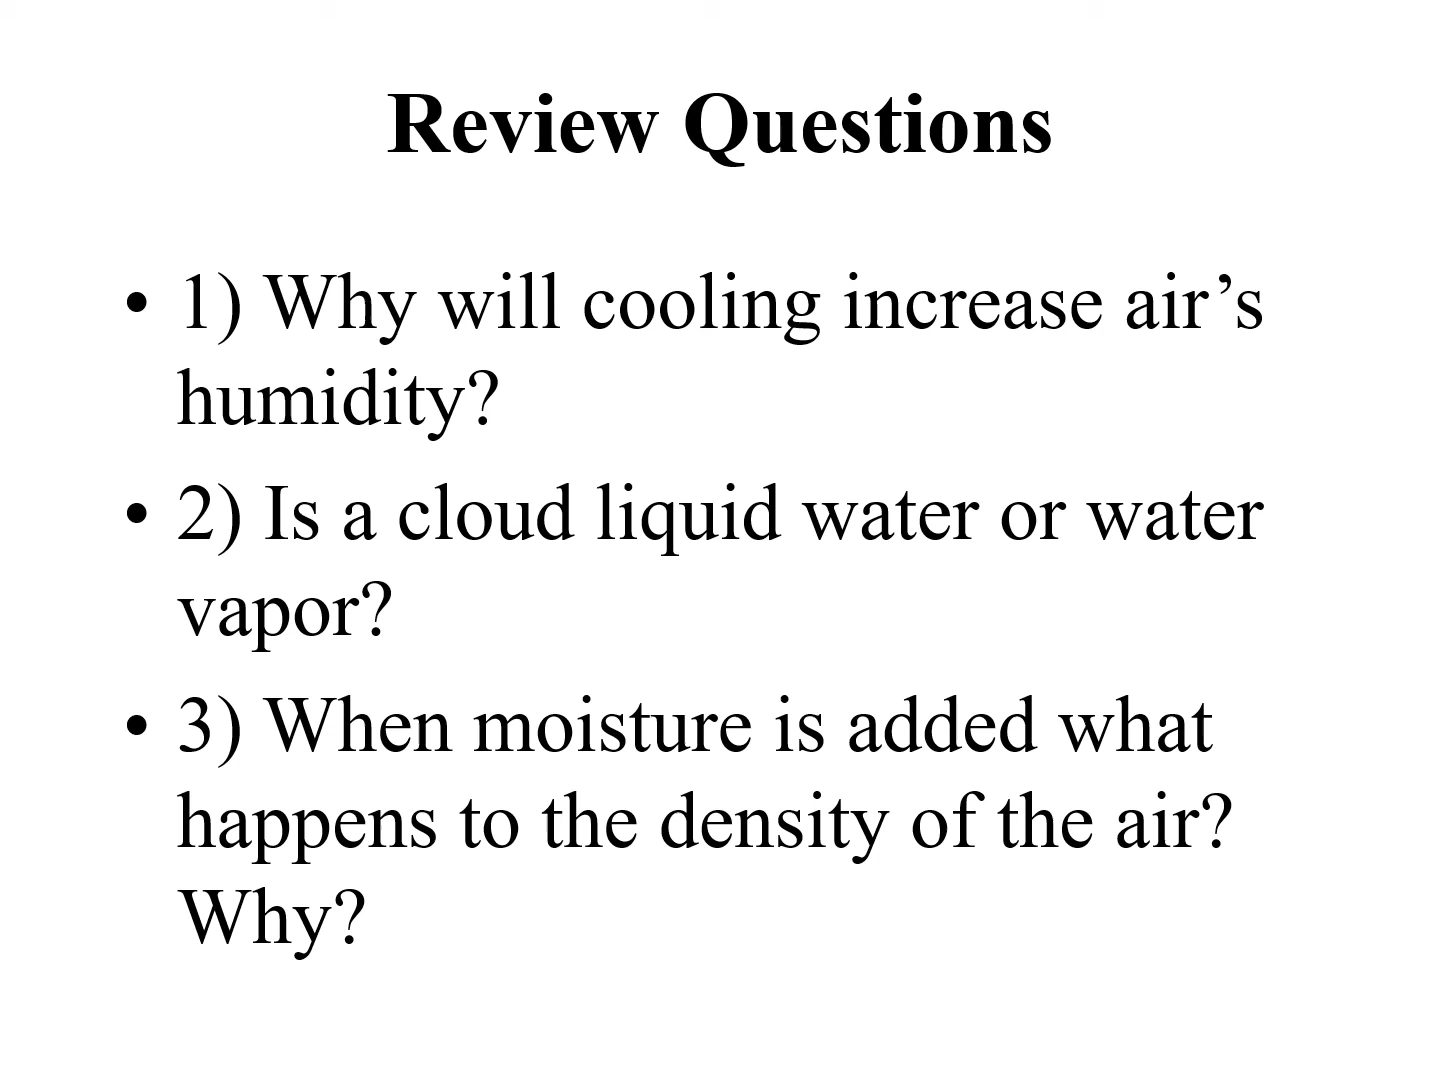 Review Questions
• 1) Why will cooling increase air’s
humidity?
• 2) Is a cloud liquid water or water
vapor?
• 3) When moisture is added what
happens to the density of the air?
Why?